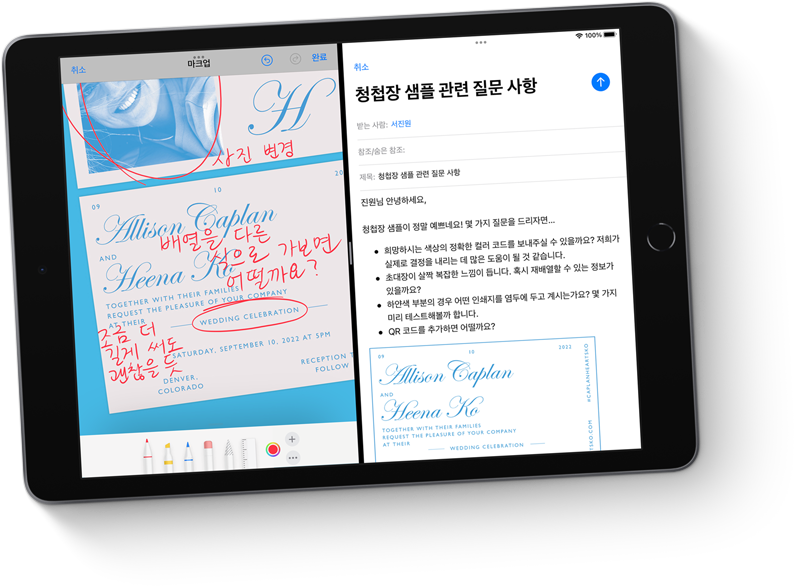 취소
마크업
완료
H
사진 변경
09
10
20
Allison Caplan
배열을 다른
AND
식으로 가보면
Heena Ko
어떨까요?
TOGETHER WITH THEIR FAMILIES
REQUEST THE PLEASURE OF YOUR COMPANY
AT THEIR
WEDDING CELEBRATION
조금 더
길게 써도
괜찮을 듯
SATURDAY, SEPTEMBER 10, 2022 AT 5PM
DENVER,
COLORADO
RECEPTION
FOLLOW
100%
취소
청첩장 샘플 관련 질문 사항
받는 사람: 서진원
참조/숨은 참조:
제목: 청첩장 샘플 관련 질문 사항
진원님 안녕하세요,
청첩장 샘플이 정말 예쁘네요! 몇 가지 질문을 드리자면...
• 희망하시는 색상의 정확한 컬러 코드를 보내주실 수 있을까요? 저희가
실제로 결정을 내리는 데 많은 도움이 될 것 같습니다.
• 초대장이 살짝 복잡한 느낌이 듭니다. 혹시 재배열할 수 있는 정보가
있을까요?
• 하얀색 부분의 경우 어떤 인쇄지를 염두에 두고 계시는가요? 몇 가지
미리 테스트해볼까 합니다.
• QR 코드를 추가하면 어떨까요?
09
10
2022
Allison Caplan
AND
Heena Ko
TOGETHER WITH THEIR FAMILIES
REQUEST THE PLEASURE OF YOUR COMPANY
AT THEIR
WEDDING CELEBRATION
#CAPLANHEARTSKO
KO.COM